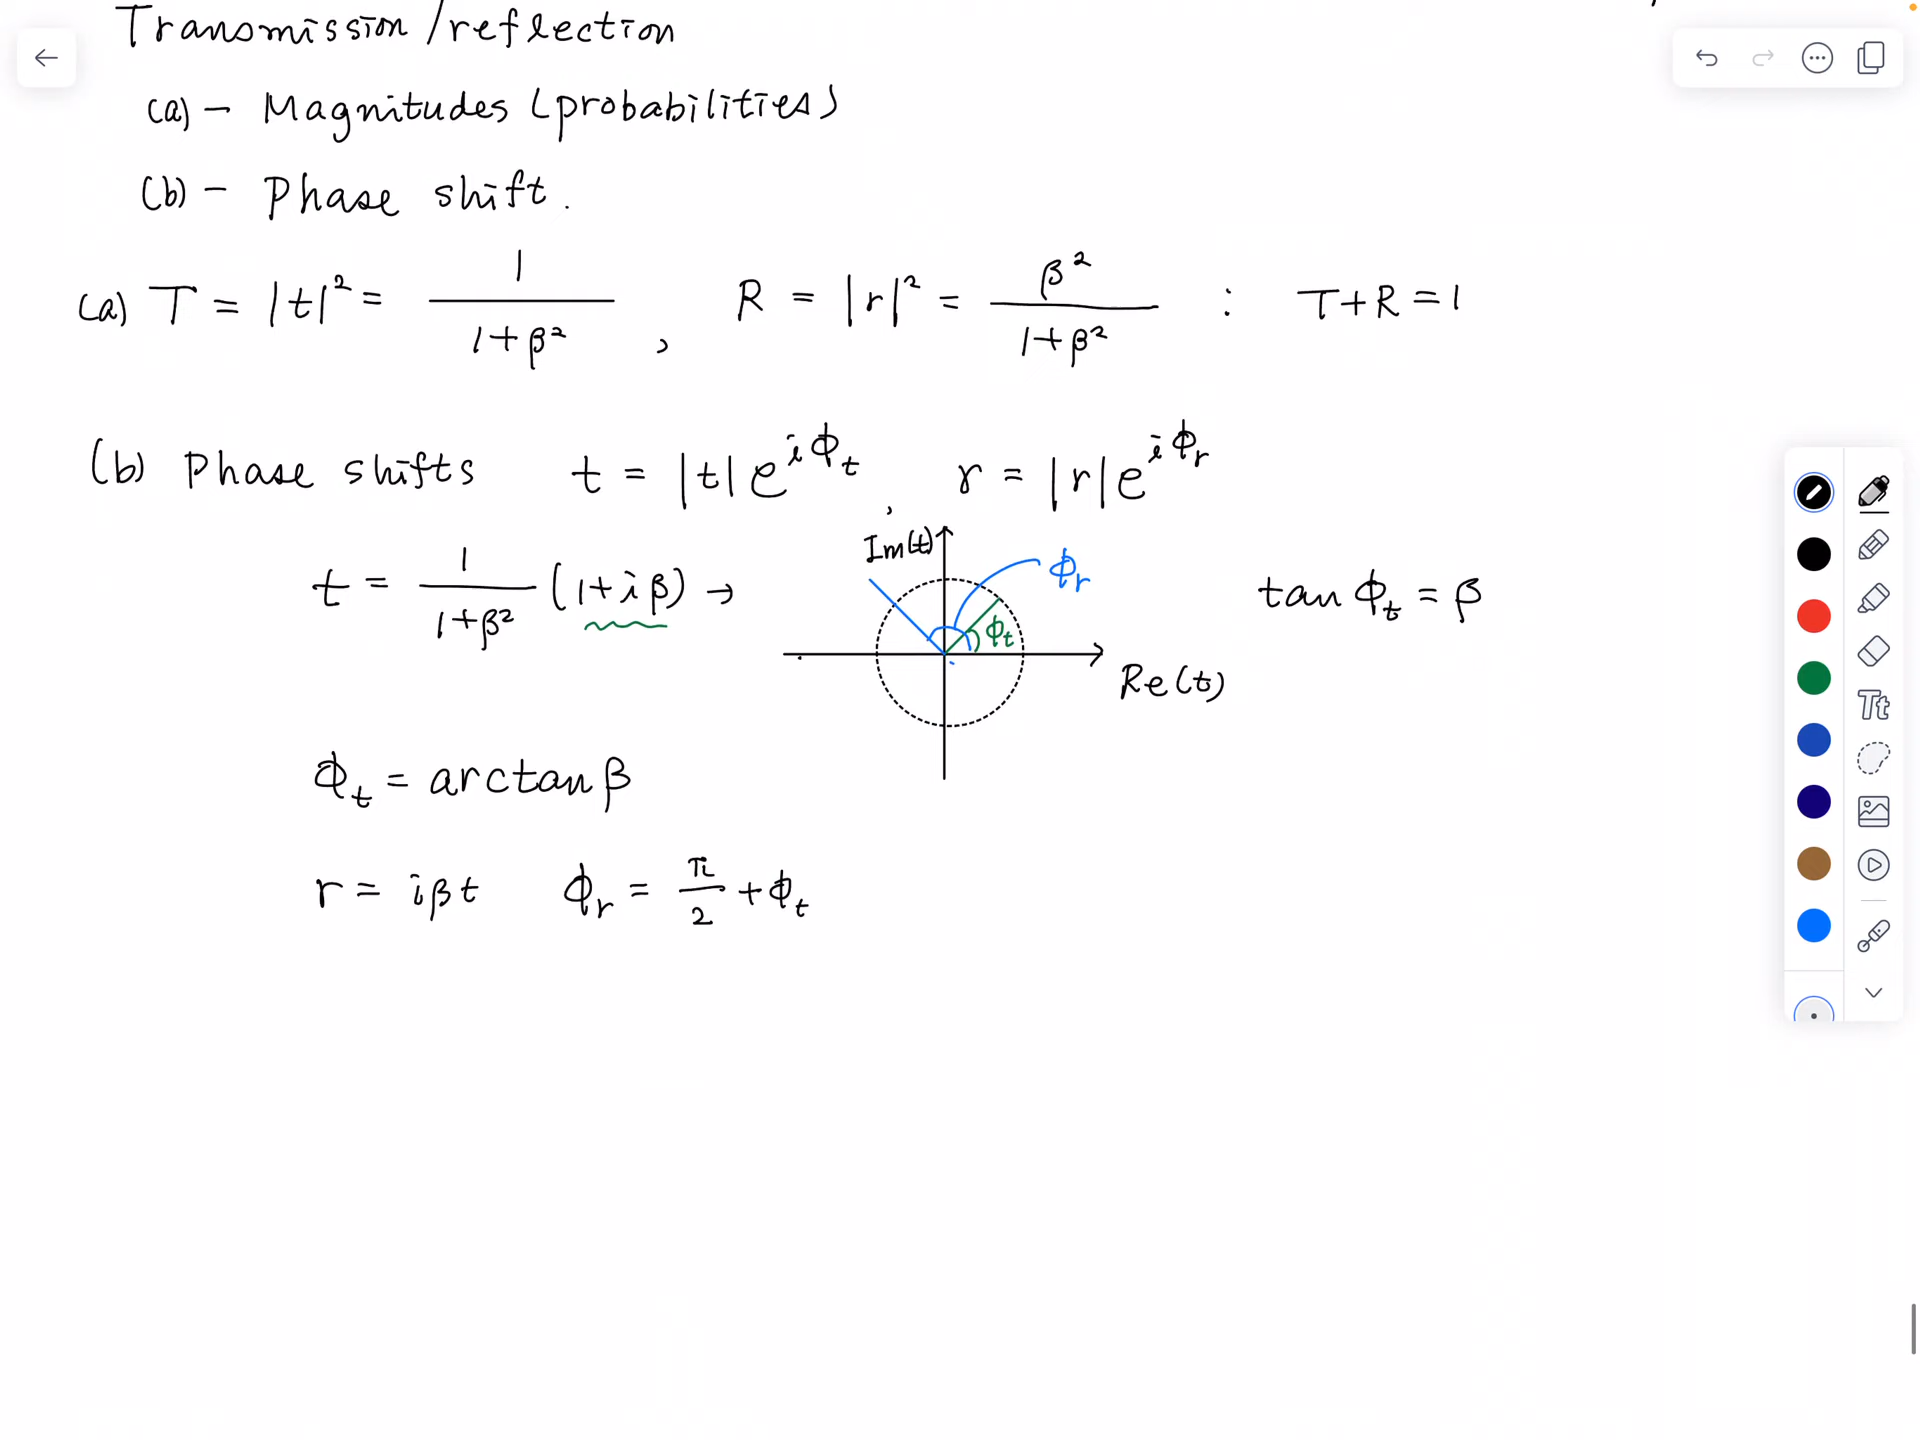 Transmission/reflection
(a) – Magnitudes (probabilities)
(b) – Phase shift.
(a) T = |t|² = 1/(1+β²), R = |r|² = β²/(1+β²) : T+R=1
(b) Phase shifts t = |t|e^{iϕ_t}, r = |r|e^{iϕ_r}
t = 1/(1+β²) (1+iβ) →
Im(t)
ϕ_r
ϕ_t
Re(t)
tan ϕ_t = β
ϕ_t = arctan β
r = iβt ϕ_r = π/2 + ϕ_t
Tt